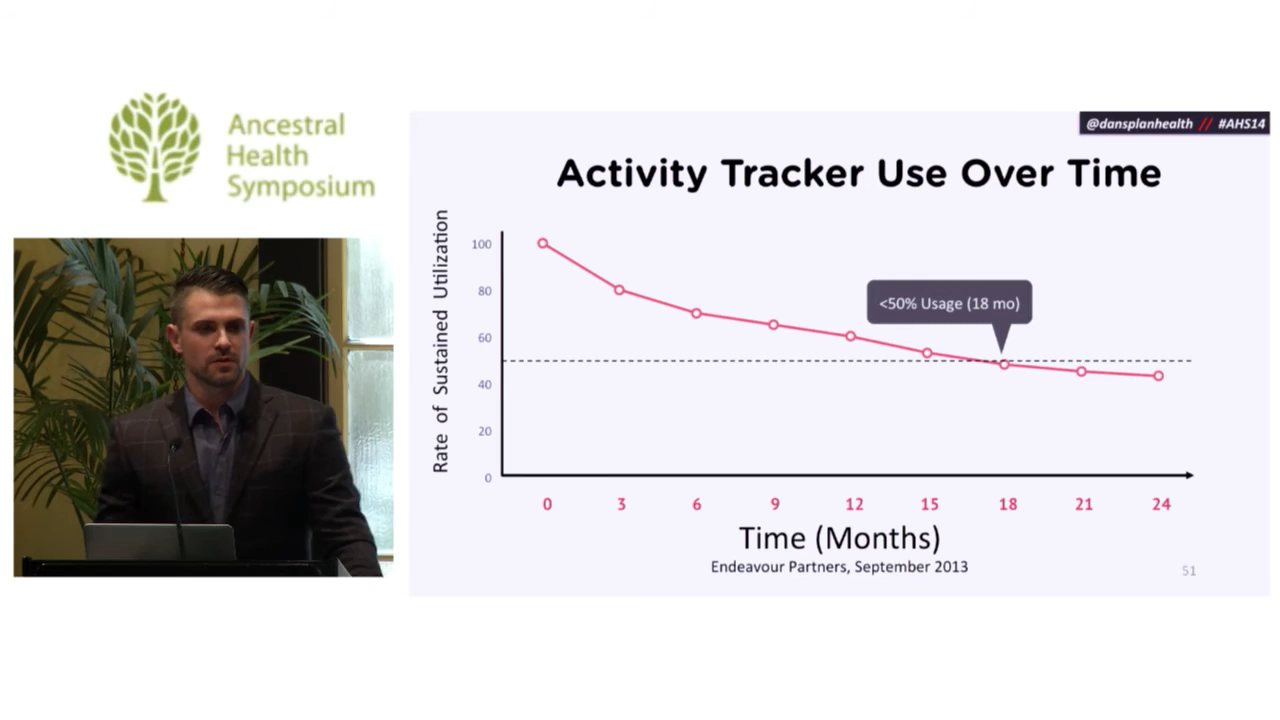 Ancestral
Health
Symposium
@dansplanhealth // #AHS14
Activity Tracker Use Over Time
Rate of Sustained Utilization
100
80
60
40
20
0
<50% Usage (18 mo)
0 3 6 9 12 15 18 21 24
Time (Months)
Endeavour Partners, September 2013
51